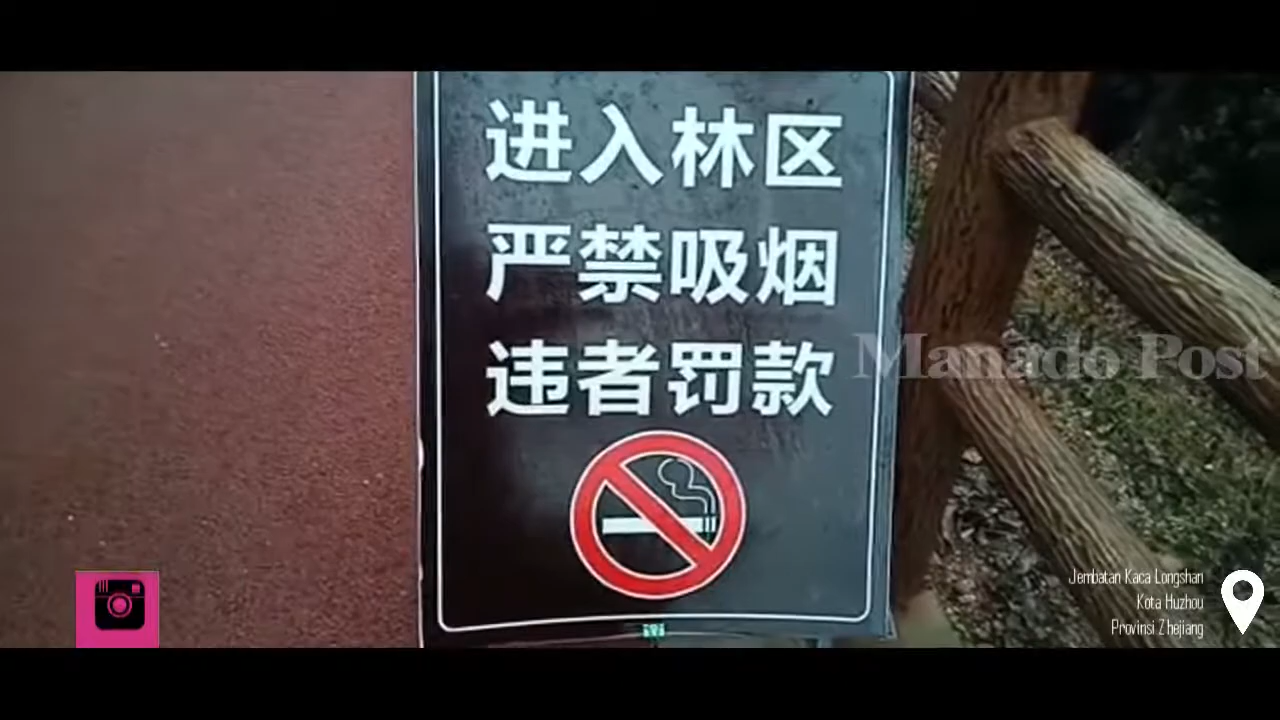 进入林区
严禁吸烟
违者罚款
Manado Post
Jembatan Kaca Longshan
Kota Huzhou
Provinsi Zhejiang